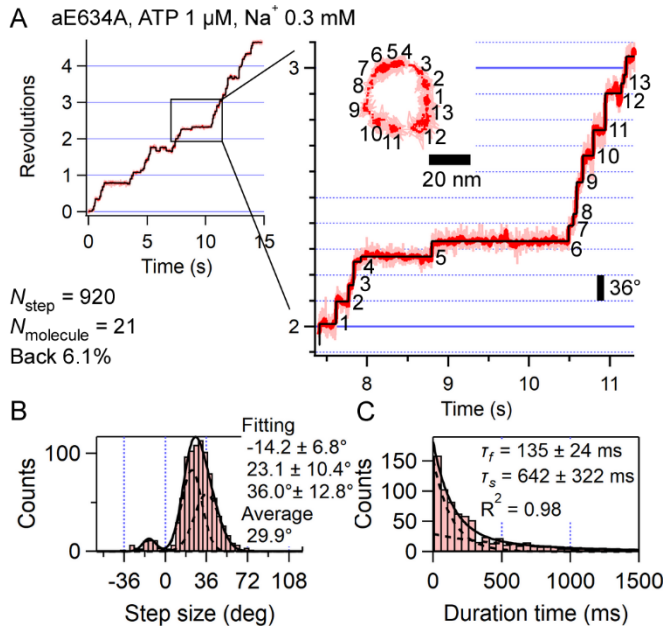 A aE634A, ATP 1 μM, Na⁺ 0.3 mM
Revolutions
4
3
2
1
0
0 5 10 15
Time (s)
N_step = 920
N_molecule = 21
Back 6.1%
3
2
6 5 4 3
7 2
8 1
9 13
10 11 12
20 nm
1
2
3
4
5
6
7
8
9
10
11
12
13
36°
8 9 10 11
Time (s)
B
Counts
100
0
-36 0 36 72 108
Step size (deg)
Fitting
-14.2 ± 6.8°
23.1 ± 10.4°
36.0°± 12.8°
Average
29.9°
C
Counts
150
100
50
0
0 500 1000 1500
Duration time (ms)
τ_f = 135 ± 24 ms
τ_s = 642 ± 322 ms
R² = 0.98